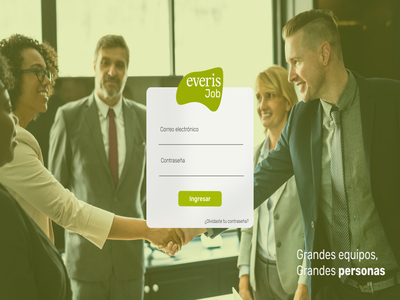 everis
Job
Correo electrónico
Contraseña
Ingresar
¿Olvidaste tu contraseña?
Grandes equipos,
Grandes personas